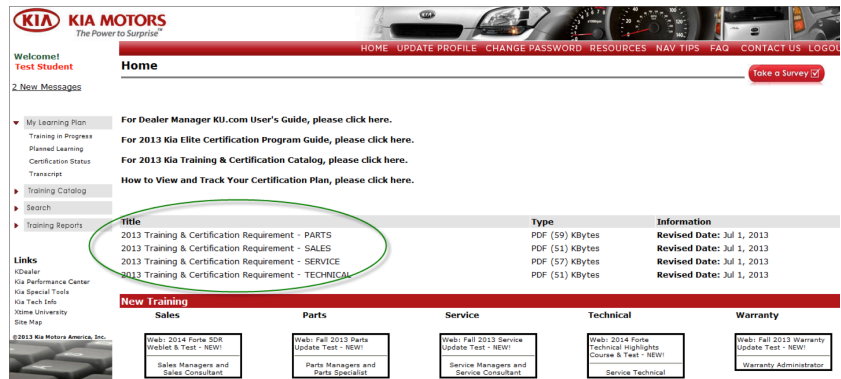 KIA KIA MOTORS
The Power to Surprise™
HOME UPDATE PROFILE CHANGE PASSWORD RESOURCES NAV TIPS FAQ CONTACT US LOGOU
Welcome!
Test Student
2 New Messages
Home
Take a Survey
My Learning Plan
Training in Progress
Planned Learning
Certification Status
Transcript
Training Catalog
Search
Training Reports
Links
KDealer
Kia Performance Center
Kia Special Tools
Kia Tech Info
Xtime University
Site Map
©2013 Kia Motors America, Inc.
For Dealer Manager KU.com User's Guide, please click here.
For 2013 Kia Elite Certification Program Guide, please click here.
For 2013 Kia Training & Certification Catalog, please click here.
How to View and Track Your Certification Plan, please click here.
Title Type Information
2013 Training & Certification Requirement - PARTS PDF (59) KBytes Revised Date: Jul 1, 2013
2013 Training & Certification Requirement - SALES PDF (66) KBytes Revised Date: Jul 1, 2013
2013 Training & Certification Requirement - SERVICE PDF (57) KBytes Revised Date: Jul 1, 2013
2013 Training & Certification Requirement - TECHNICAL PDF (51) KBytes Revised Date: Jul 1, 2013
New Training
Sales Parts Service Technical Warranty
Web: 2014 Forte SDR
Weblet & Test - NEW!
Sales Managers and
Sales Consultant
Web: Fall 2013 Parts
Update Test - NEW!
Parts Managers and
Parts Specialist
Web: Fall 2013 Service
Update Test - NEW!
Service Managers and
Service Consultant
Web: 2014 Forte
Technical Highlights
Course & Test - NEW!
Service Technical
Web: Fall 2013 Warranty
Update Test - NEW!
Warranty Administrator